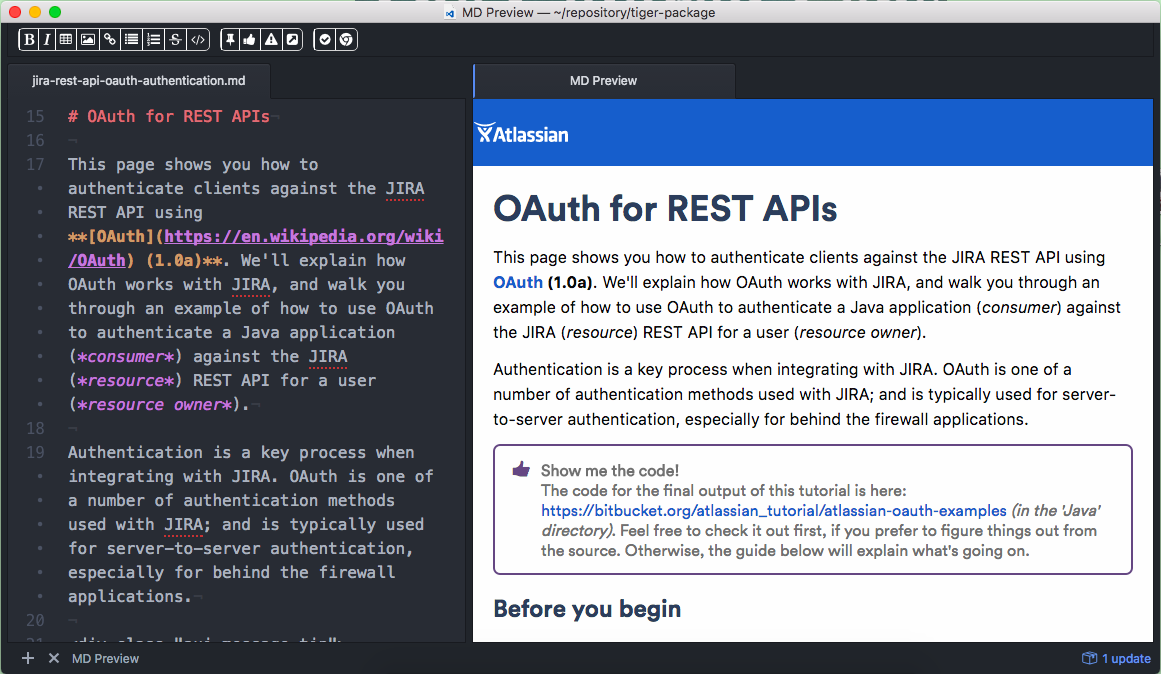 MD Preview — ~/repository/tiger-package
B I
jira-rest-api-oauth-authentication.md
15 # OAuth for REST APIs¬
16 ¬
17 This page shows you how to
authenticate clients against the JIRA
REST API using
**[OAuth](https://en.wikipedia.org/wiki
/OAuth) (1.0a)**. We'll explain how
OAuth works with JIRA, and walk you
through an example of how to use OAuth
to authenticate a Java application
(*consumer*) against the JIRA
(*resource*) REST API for a user
(*resource owner*).¬
18 ¬
19 Authentication is a key process when
integrating with JIRA. OAuth is one of
a number of authentication methods
used with JIRA; and is typically used
for server-to-server authentication,
especially for behind the firewall
applications.¬
20 ¬
MD Preview
Atlassian
OAuth for REST APIs
This page shows you how to authenticate clients against the JIRA REST API using
OAuth (1.0a). We'll explain how OAuth works with JIRA, and walk you through an
example of how to use OAuth to authenticate a Java application (consumer) against
the JIRA (resource) REST API for a user (resource owner).
Authentication is a key process when integrating with JIRA. OAuth is one of a
number of authentication methods used with JIRA; and is typically used for server-
to-server authentication, especially for behind the firewall applications.
Show me the code!
The code for the final output of this tutorial is here:
https://bitbucket.org/atlassian_tutorial/atlassian-oauth-examples (in the 'Java'
directory). Feel free to check it out first, if you prefer to figure things out from
the source. Otherwise, the guide below will explain what's going on.
Before you begin
MD Preview
1 update